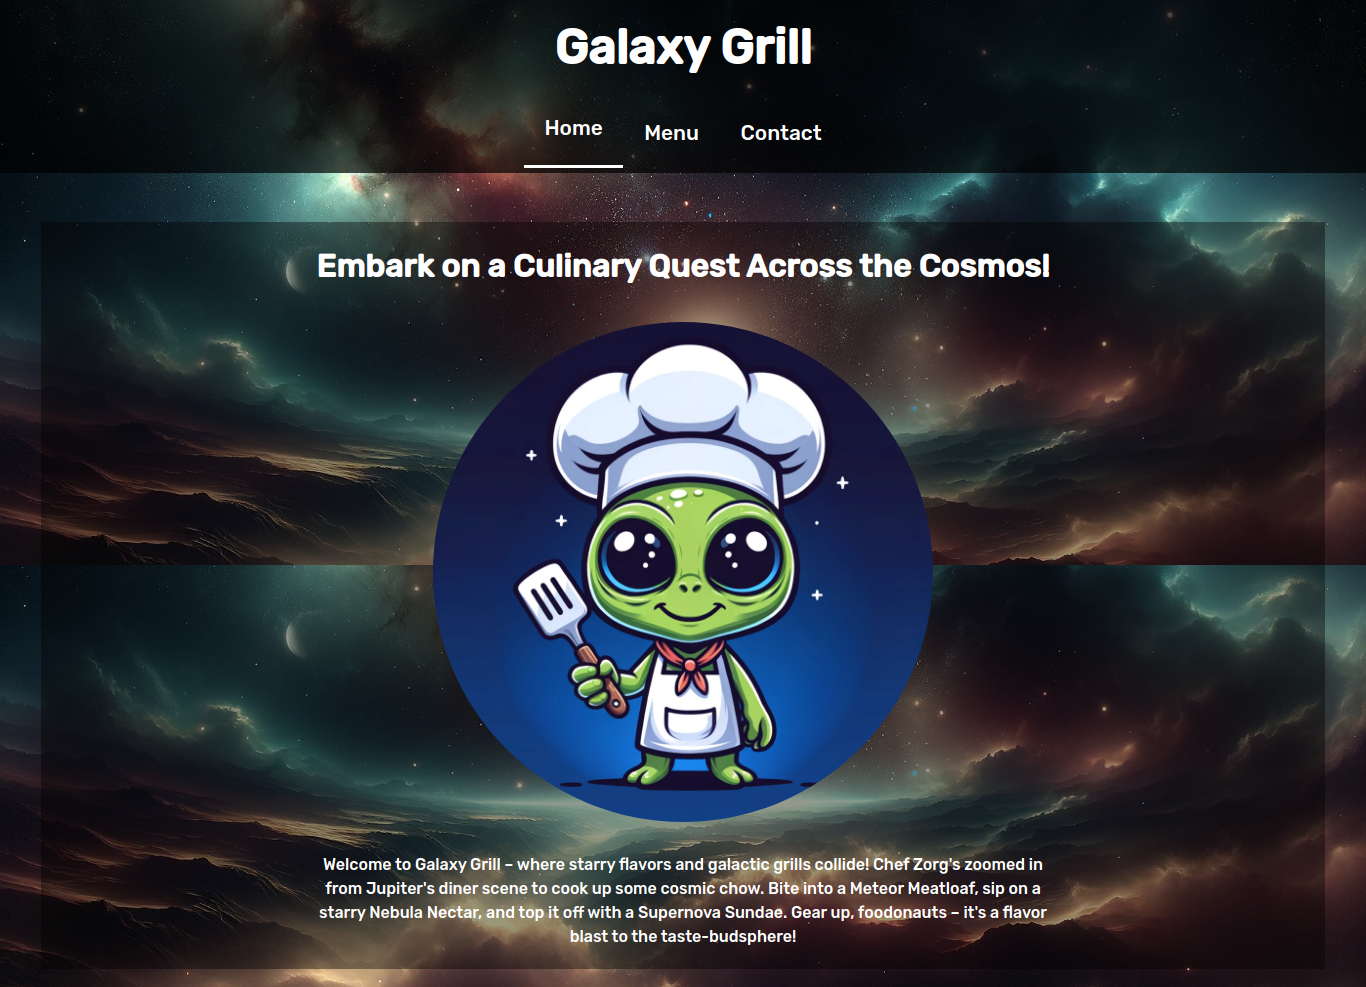 Galaxy Grill
Home Menu Contact
Embark on a Culinary Quest Across the Cosmos!
Welcome to Galaxy Grill – where starry flavors and galactic grills collide! Chef Zorg's zoomed in
from Jupiter's diner scene to cook up some cosmic chow. Bite into a Meteor Meatloaf, sip on a
starry Nebula Nectar, and top it off with a Supernova Sundae. Gear up, foodonauts – it's a flavor
blast to the taste-budsphere!